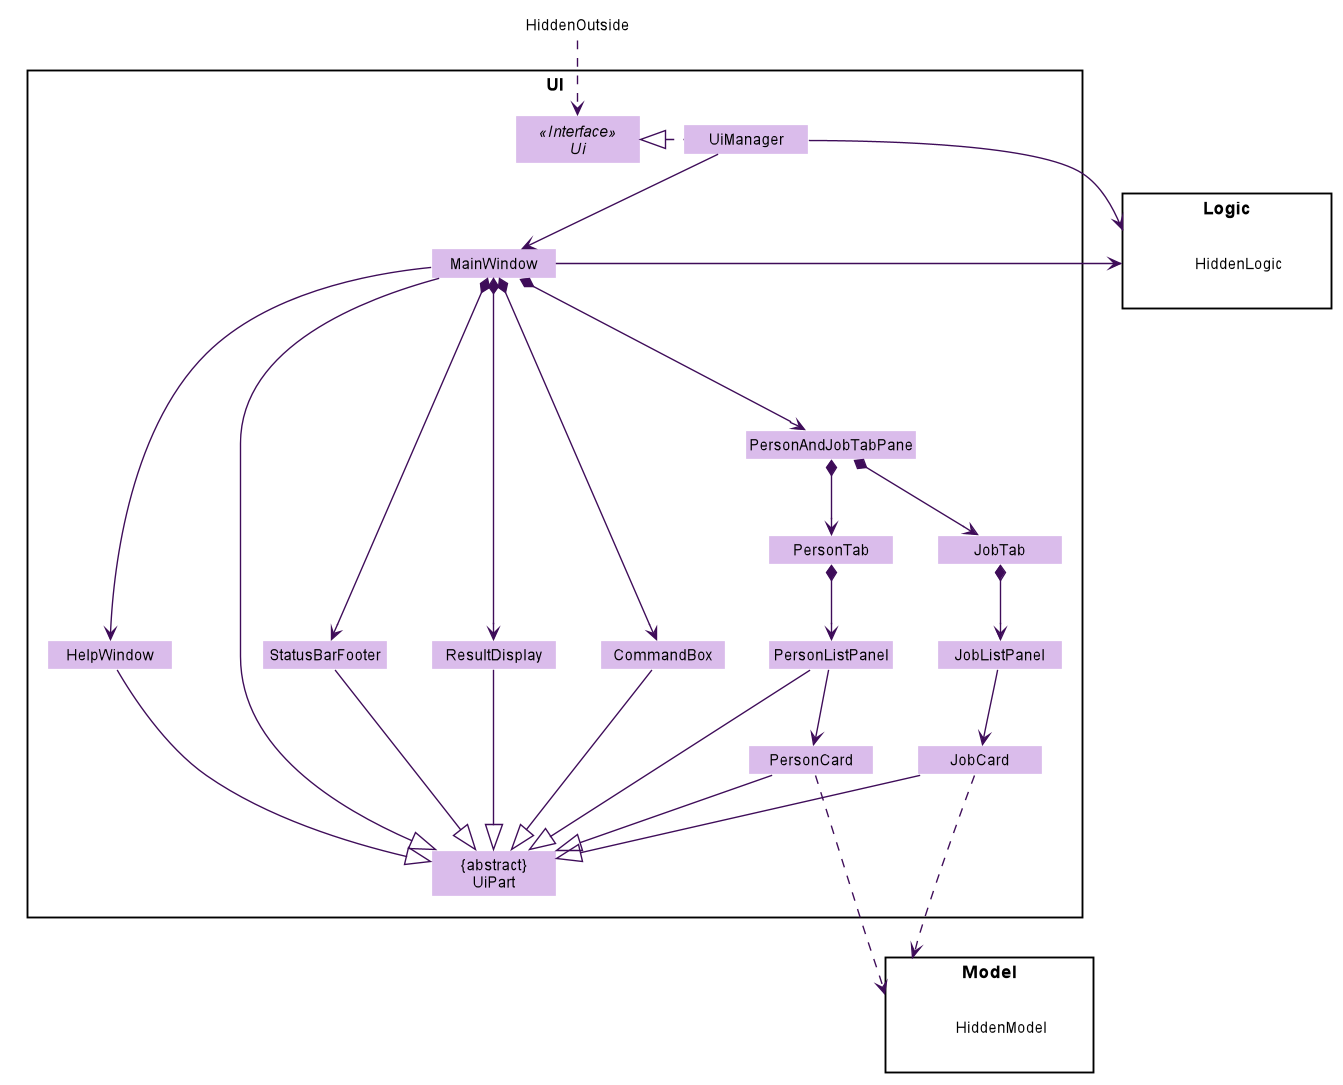 HiddenOutside
UI
«Interface»
Ui
UiManager
Logic
HiddenLogic
MainWindow
PersonAndJobTabPane
PersonTab
JobTab
HelpWindow
StatusBarFooter
ResultDisplay
CommandBox
PersonListPanel
JobListPanel
PersonCard
JobCard
{abstract}
UiPart
Model
HiddenModel